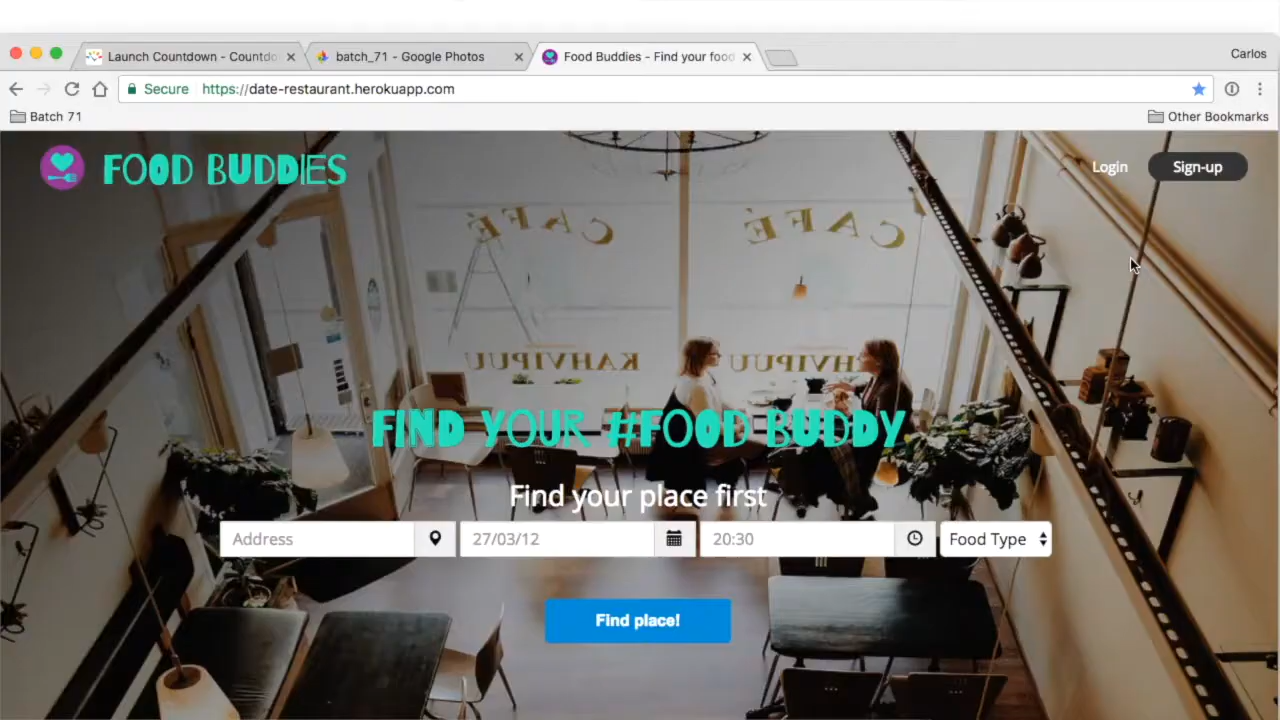 Launch Countdown - Countdo
batch_71 - Google Photos
Food Buddies - Find your food
Carlos
Secure https://date-restaurant.herokuapp.com
Batch 71
Other Bookmarks
FOOD BUDDIES
Login
Sign-up
CAFÉ
CAFÉ
KAHVIPUU
KAHVIPUU
FIND YOUR #FOOD BUDDY
Find your place first
Address
27/03/12
20:30
Food Type
Find place!